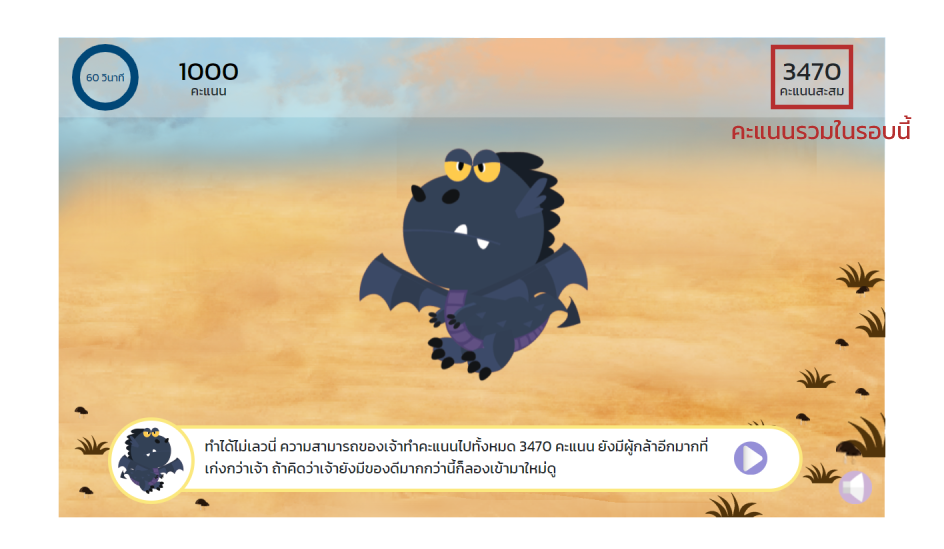 60 วินาที
1000
คะแนน
3470
คะแนนสะสม
คะแนนรวมในรอบนี้
ทำได้ไม่เลวนี่ ความสามารถของเจ้าทำคะแนนไปทั้งหมด 3470 คะแนน ยังมีผู้กล้าอีกมากที่
เก่งกว่าเจ้า ถ้าคิดว่าเจ้ายังมีของดีมากกว่านี้ก็ลองเข้ามาใหม่ดู